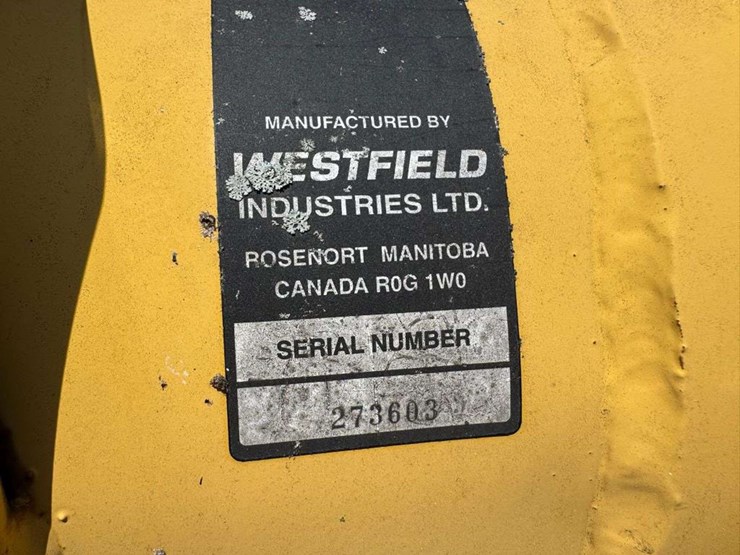 MANUFACTURED BY
WESTFIELD
INDUSTRIES LTD.
ROSENORT MANITOBA
CANADA R0G 1W0
SERIAL NUMBER
273603